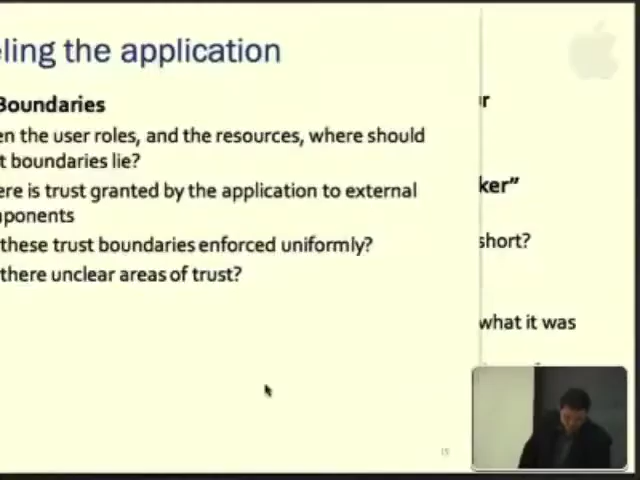 ling the application
Boundaries
en the user roles, and the resources, where should
t boundaries lie?
ere is trust granted by the application to external
ponents
these trust boundaries enforced uniformly?
there unclear areas of trust?
r
ker”
short?
what it was